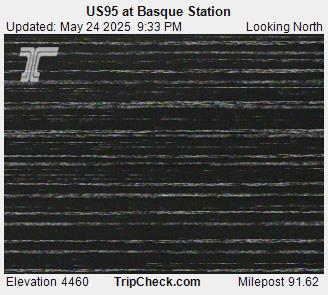 US95 at Basque Station
Updated: May 24 2025 9:33 PM Looking North
Elevation 4460 TripCheck.com Milepost 91.62